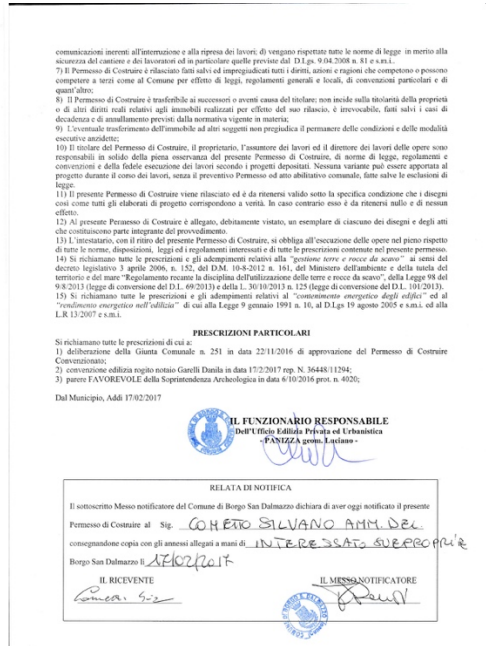 comunicazioni inerenti all'interruzione e alla ripresa dei lavori; d) vengano rispettate tutte le norme di legge in merito alla
sicurezza del cantiere e dei lavoratori ed in particolare quelle previste dal D.Lgs. 9.04.2008 n. 81 e s.m.i..
7) Il Permesso di Costruire è rilasciato fatti salvi ed impregiudicati tutti i diritti, azioni e ragioni che competono o possono
competere a terzi come al Comune per effetto di leggi, regolamenti generali e locali, di convenzioni particolari e di
quant'altro;
8) Il Permesso di Costruire è trasferibile ai successori o aventi causa del titolare; non incide sulla titolarità della proprietà
o di altri diritti reali relativi agli immobili realizzati per effetto del suo rilascio, è irrevocabile, fatti salvi i casi di
decadenza e di annullamento previsti dalla normativa vigente in materia;
9) L'eventuale trasferimento dell'immobile ad altri soggetti non pregiudica il permanere delle condizioni e delle modalità
esecutive anzidette;
10) Il titolare del Permesso di Costruire, il proprietario, l'assuntore dei lavori ed il direttore dei lavori delle opere sono
responsabili in solido della piena osservanza del presente Permesso di Costruire, di norme di legge, regolamenti e
convenzioni e della fedele esecuzione dei lavori secondo i progetti depositati. Nessuna variante può essere apportata al
progetto durante il corso dei lavori, senza il preventivo Permesso od atto abilitativo comunale, fatte salve le esclusioni di
legge.
11) Il presente Permesso di Costruire viene rilasciato ed è da ritenersi valido sotto la specifica condizione che i disegni
così come tutti gli elaborati di progetto corrispondono a verità. In caso contrario esso è da ritenersi nullo e di nessun
effetto.
12) Al presente Permesso di Costruire è allegato, debitamente vistato, un esemplare di ciascuno dei disegni e degli atti
che costituiscono parte integrante del provvedimento.
13) L'intestatario, con il ritiro del presente Permesso di Costruire, si obbliga all'esecuzione delle opere nel pieno rispetto
di tutte le norme, disposizioni, leggi ed i regolamenti interessati e di tutte le prescrizioni contenute nel presente permesso.
14) Si richiamano tutte le prescrizioni e gli adempimenti relativi alla "gestione terre e rocce da scavo" ai sensi del
decreto legislativo 3 aprile 2006, n. 152, del D.M. 10-8-2012 n. 161, del Ministero dell'ambiente e della tutela del
territorio e del mare "Regolamento recante la disciplina dell'utilizzazione delle terre e rocce da scavo", della Legge 98 del
9/8/2013 (legge di conversione del D.L. 69/2013) e della L. 30/10/2013 n. 125 (legge di conversione del D.L. 101/2013).
15) Si richiamano tutte le prescrizioni e gli adempimenti relativi al "contenimento energetico degli edifici" ed al
"rendimento energetico nell'edilizia" di cui alla Legge 9 gennaio 1991 n. 10, al D.Lgs 19 agosto 2005 e s.m.i. ed alla
L.R 13/2007 e s.m.i.
PRESCRIZIONI PARTICOLARI
Si richiamano tutte le prescrizioni di cui a:
1) deliberazione della Giunta Comunale n. 251 in data 22/11/2016 di approvazione del Permesso di Costruire
Convenzionato;
2) convenzione edilizia rogito notaio Garelli Danila in data 17/2/2017 rep. N. 36448/11294;
3) parere FAVOREVOLE della Soprintendenza Archeologica in data 6/10/2016 prot. n. 4020;
Dal Municipio, Addì 17/02/2017
IL FUNZIONARIO RESPONSABILE
Dell'Ufficio Edilizia Privata ed Urbanistica
- PANIZZA geom. Luciano -
RELATA DI NOTIFICA
Il sottoscritto Messo notificatore del Comune di Borgo San Dalmazzo dichiara di aver oggi notificato il presente
Permesso di Costruire al Sig. COMETTO SILVANO AMM. DEL.
consegnandone copia con gli annessi allegati a mani di INTERESSATO SUE PROPRIE
Borgo San Dalmazzo lì 17/02/2017
IL RICEVENTE IL MESSO NOTIFICATORE